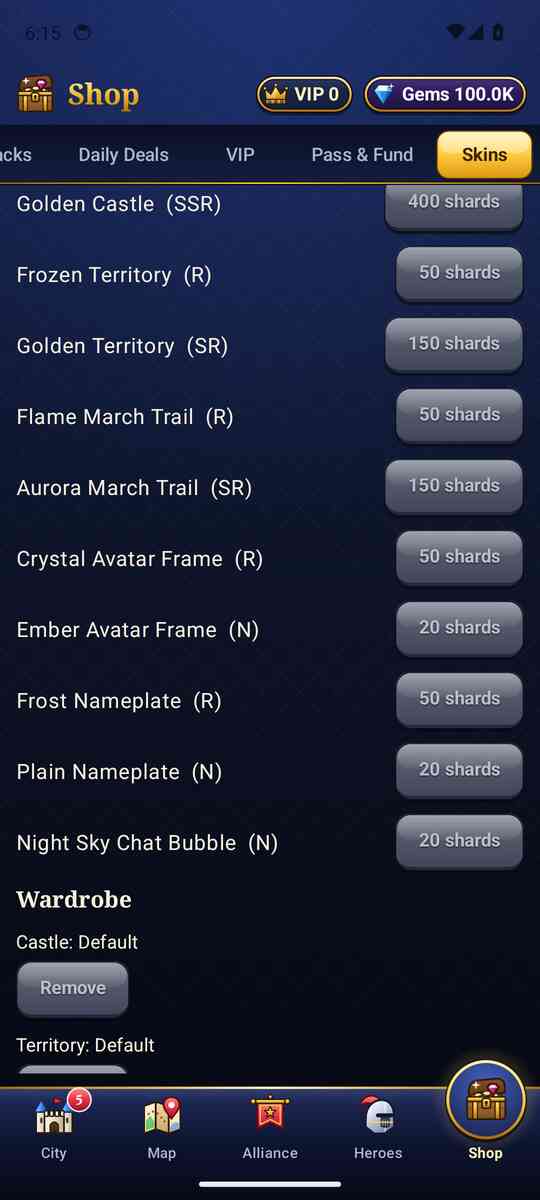 6:15
Shop
VIP 0
Gems 100.0K
acks
Daily Deals
VIP
Pass & Fund
Skins
Golden Castle (SSR)
400 shards
Frozen Territory (R)
50 shards
Golden Territory (SR)
150 shards
Flame March Trail (R)
50 shards
Aurora March Trail (SR)
150 shards
Crystal Avatar Frame (R)
50 shards
Ember Avatar Frame (N)
20 shards
Frost Nameplate (R)
50 shards
Plain Nameplate (N)
20 shards
Night Sky Chat Bubble (N)
20 shards
Wardrobe
Castle: Default
Remove
Territory: Default
5
City
Map
Alliance
Heroes
Shop